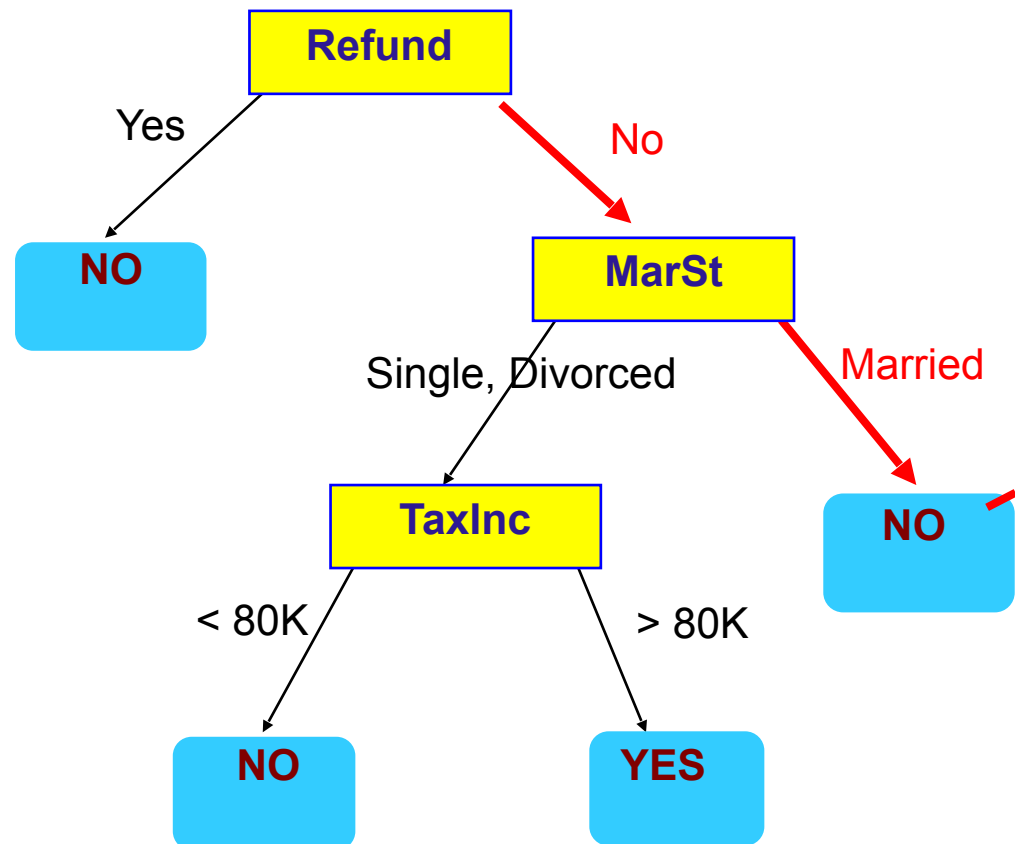 Refund
Yes
No
NO
MarSt
Single, Divorced
Married
TaxInc
NO
< 80K
> 80K
NO
YES